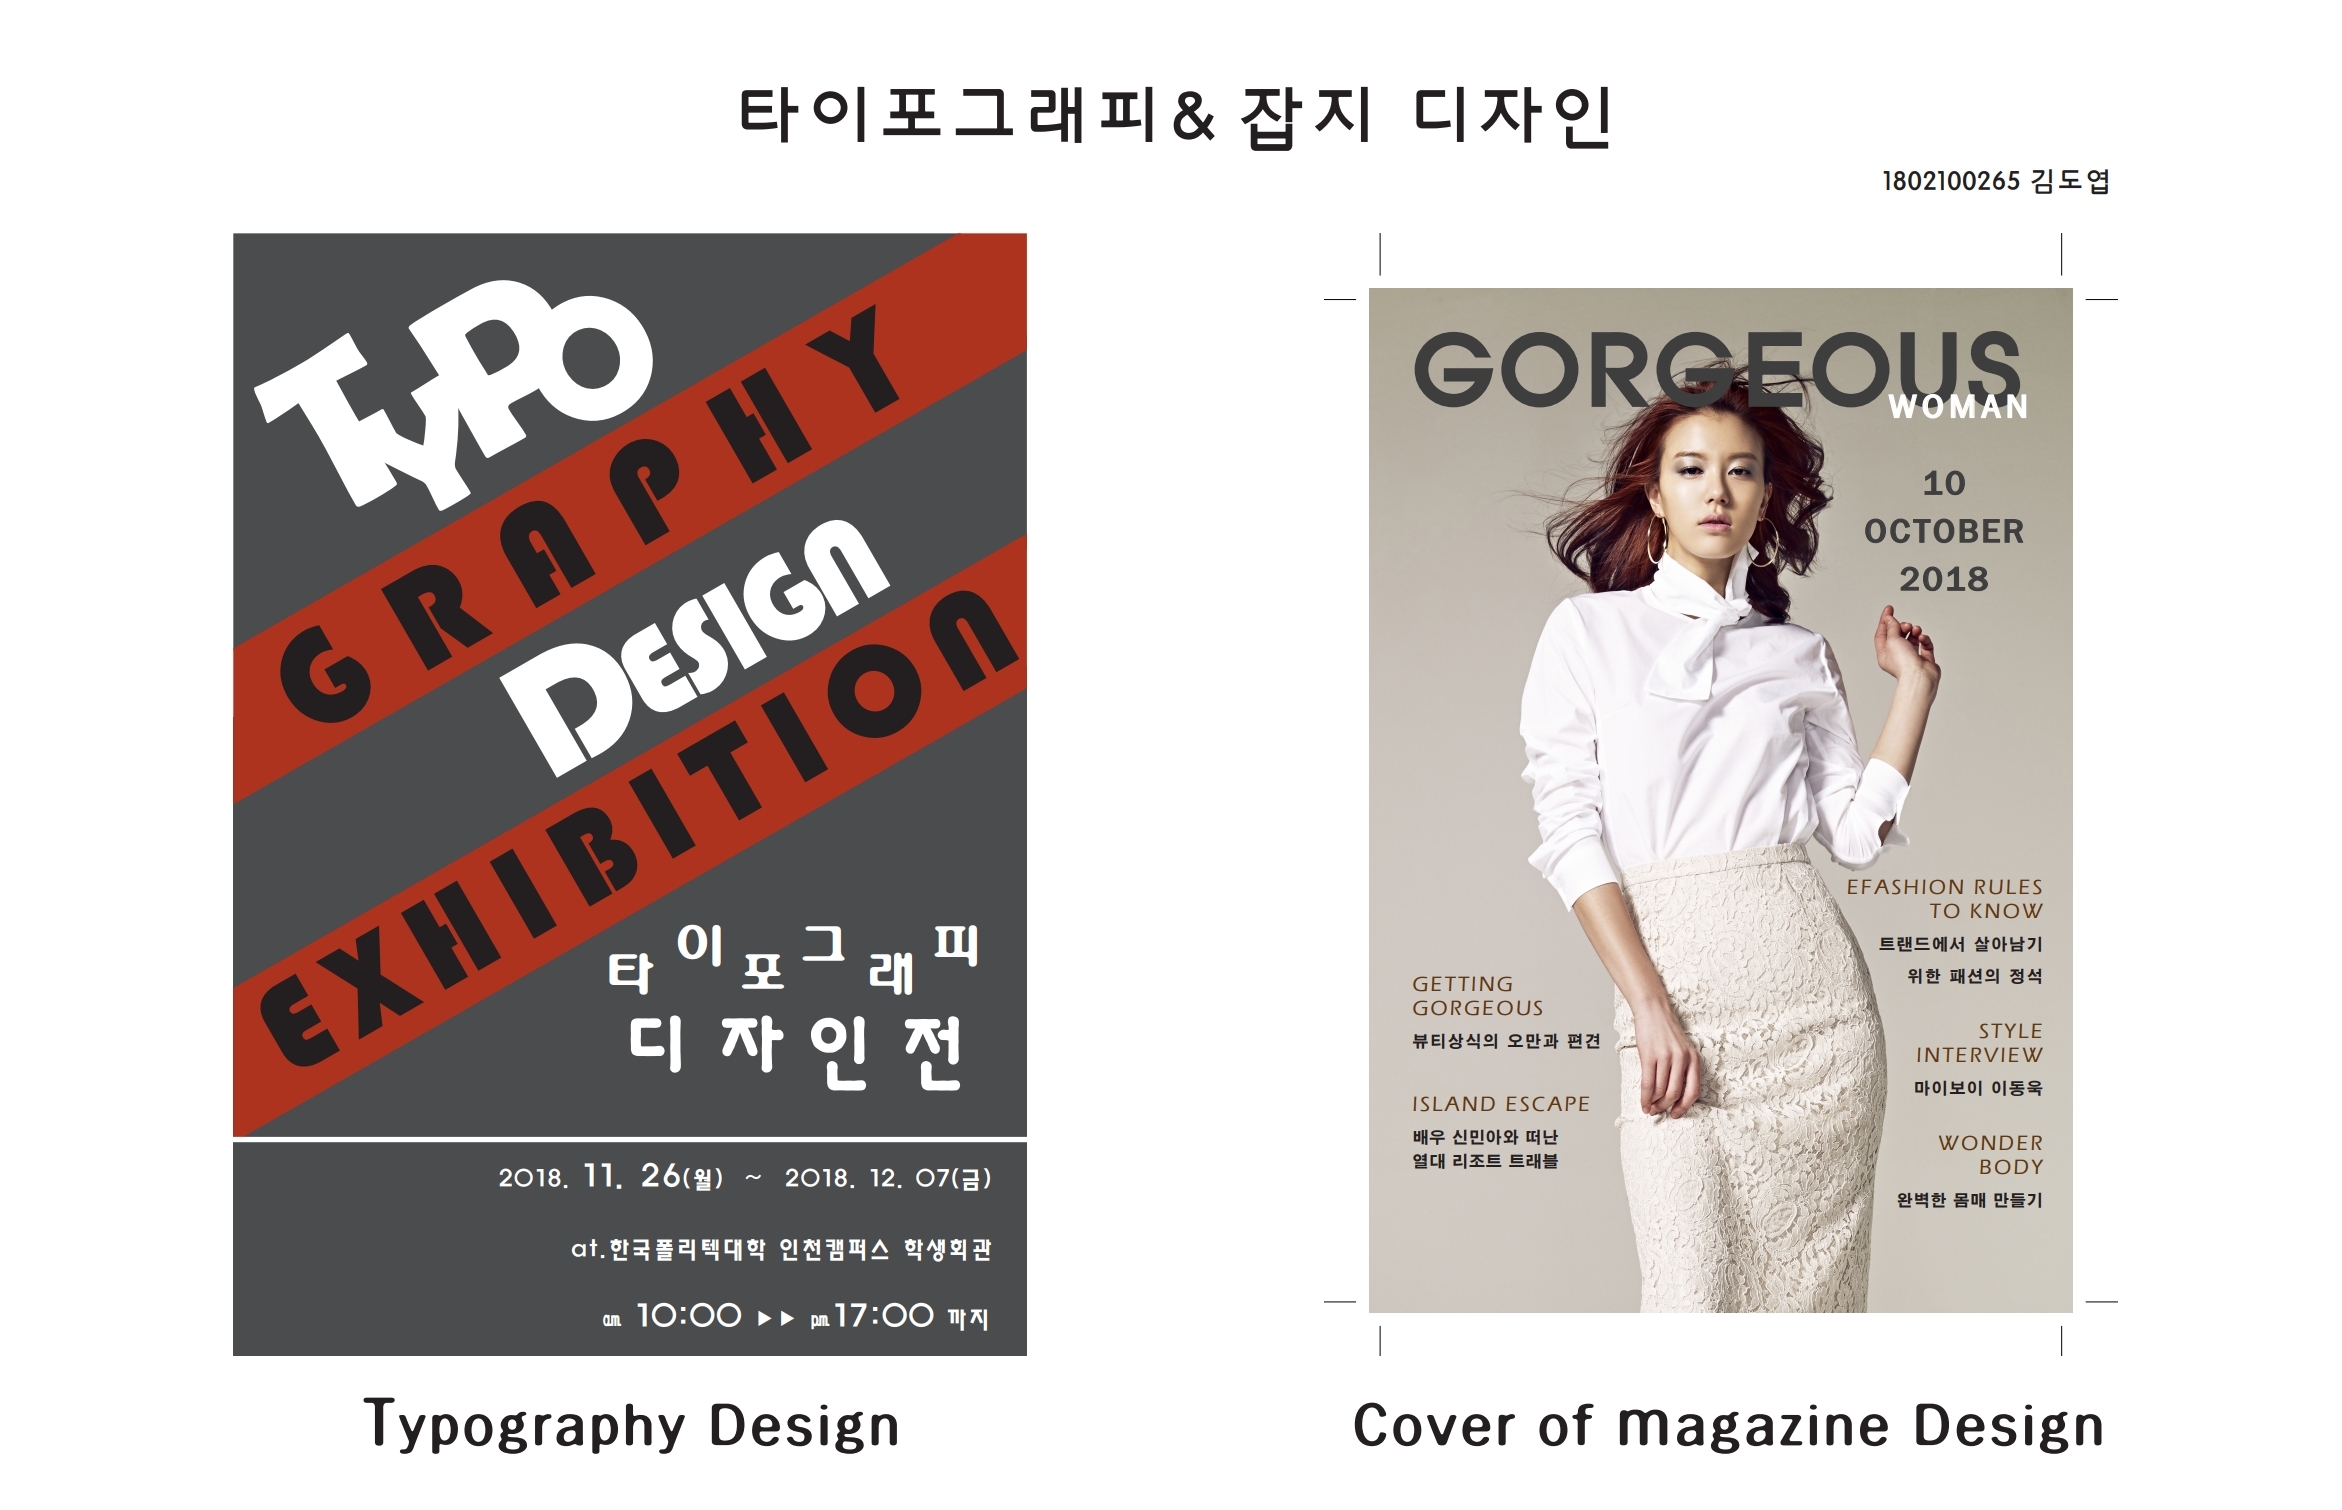 타이포그래피& 잡지 디자인
1802100265 김도엽
TYPO
GRAPHY
DESIGN
EXHIBITION
타이포그래피
디자인전
2018. 11. 26(월) ~ 2018. 12. 07(금)
at.한국폴리텍대학 인천캠퍼스 학생회관
am 10:00 ▶▶ pm17:00 까지
Typography Design
GORGEOUS
WOMAN
10
OCTOBER
2018
GETTING
GORGEOUS
뷰티상식의 오만과 편견
ISLAND ESCAPE
배우 신민아와 떠난
열대 리조트 트래블
EFASHION RULES
TO KNOW
트랜드에서 살아남기
위한 패션의 정석
STYLE
INTERVIEW
마이보이 이동욱
WONDER
BODY
완벽한 몸매 만들기
Cover of magazine Design